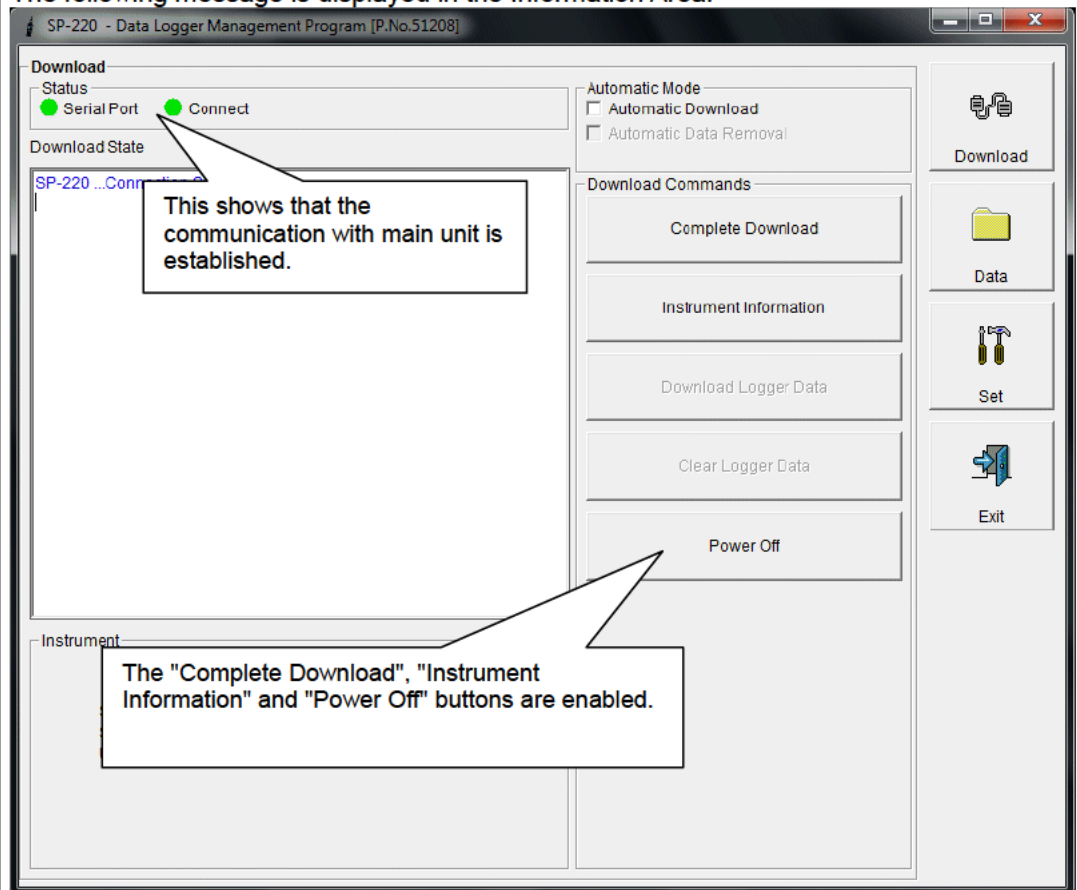 The following message is displayed in the Information Area.
SP-220 - Data Logger Management Program [P.No.51208]
Download
Status
Serial Port Connect
Download State
SP-220 ...Connection
This shows that the
communication with main unit is
established.
Automatic Mode
Automatic Download
Automatic Data Removal
Download Commands
Complete Download
Instrument Information
Download Logger Data
Clear Logger Data
Power Off
Instrument
The "Complete Download", "Instrument
Information" and "Power Off" buttons are enabled.
Download
Data
Set
Exit